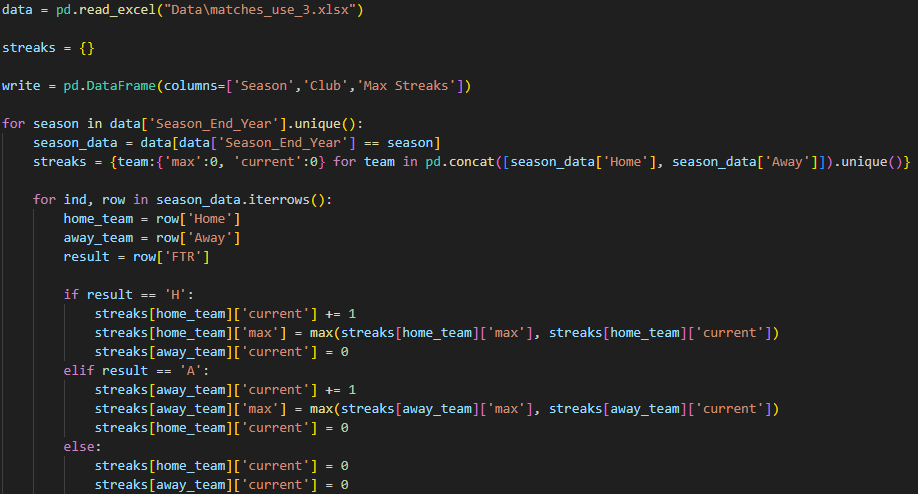 data = pd.read_excel("Data\matches_use_3.xlsx")
streaks = {}
write = pd.DataFrame(columns=['Season','Club','Max Streaks'])
for season in data['Season_End_Year'].unique():
    season_data = data[data['Season_End_Year'] == season]
    streaks = {team:{'max':0, 'current':0} for team in pd.concat([season_data['Home'], season_data['Away']]).unique()}
    for ind, row in season_data.iterrows():
        home_team = row['Home']
        away_team = row['Away']
        result = row['FTR']
        if result == 'H':
            streaks[home_team]['current'] += 1
            streaks[home_team]['max'] = max(streaks[home_team]['max'], streaks[home_team]['current'])
            streaks[away_team]['current'] = 0
        elif result == 'A':
            streaks[away_team]['current'] += 1
            streaks[away_team]['max'] = max(streaks[away_team]['max'], streaks[away_team]['current'])
            streaks[home_team]['current'] = 0
        else:
            streaks[home_team]['current'] = 0
            streaks[away_team]['current'] = 0